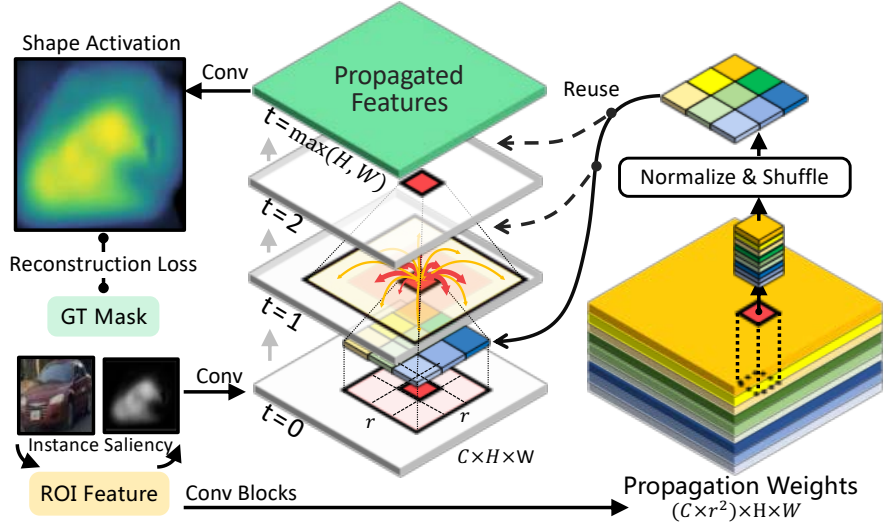 Shape Activation
Conv
Propagated
Features
Reuse
t=max(H, W)
Normalize & Shuffle
t=2
Reconstruction Loss
GT Mask
t=1
Conv
t=0
r
r
Instance Saliency
C×H×W
ROI Feature
Conv Blocks
Propagation Weights
(C×r²)×H×W